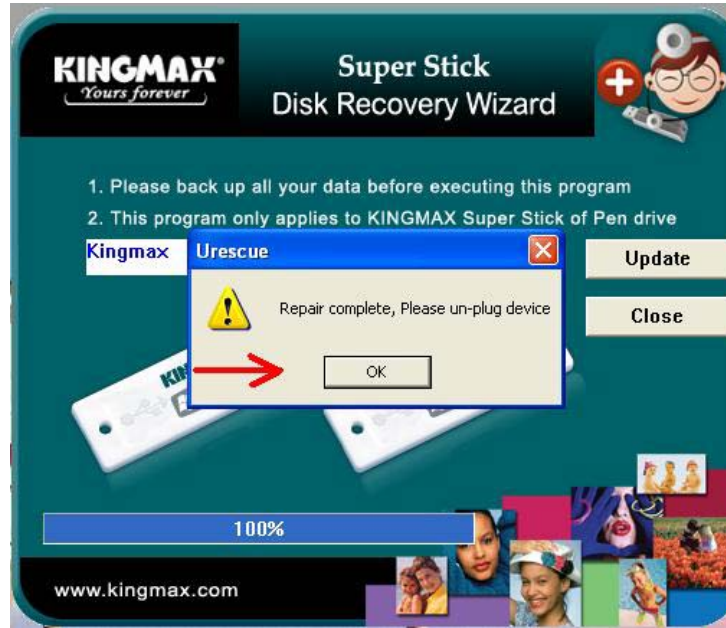 KINGMAX®
Yours forever
Super Stick
Disk Recovery Wizard
1. Please back up all your data before executing this program
2. This program only applies to KINGMAX Super Stick of Pen drive
Kingmax
Urescue
Update
Repair complete, Please un-plug device
Close
OK
100%
www.kingmax.com